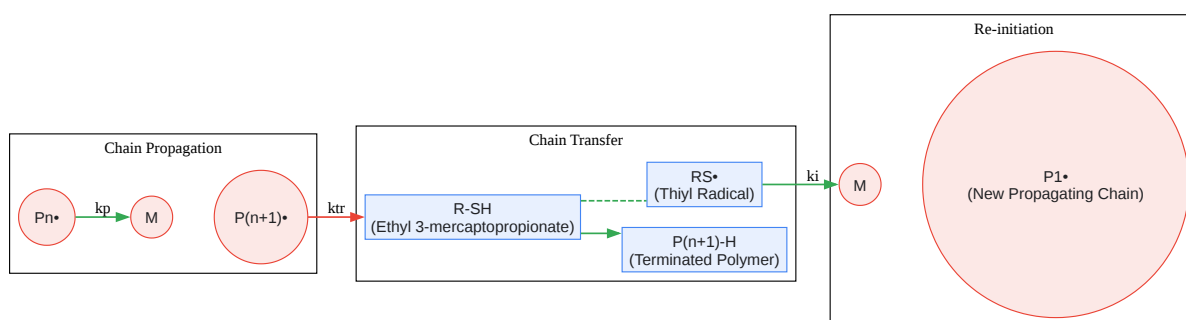 Chain Propagation
Pn•
kp
M
P(n+1)•
ktr
Chain Transfer
R-SH
(Ethyl 3-mercaptopropionate)
RS•
(Thiyl Radical)
P(n+1)-H
(Terminated Polymer)
ki
Re-initiation
M
P1•
(New Propagating Chain)